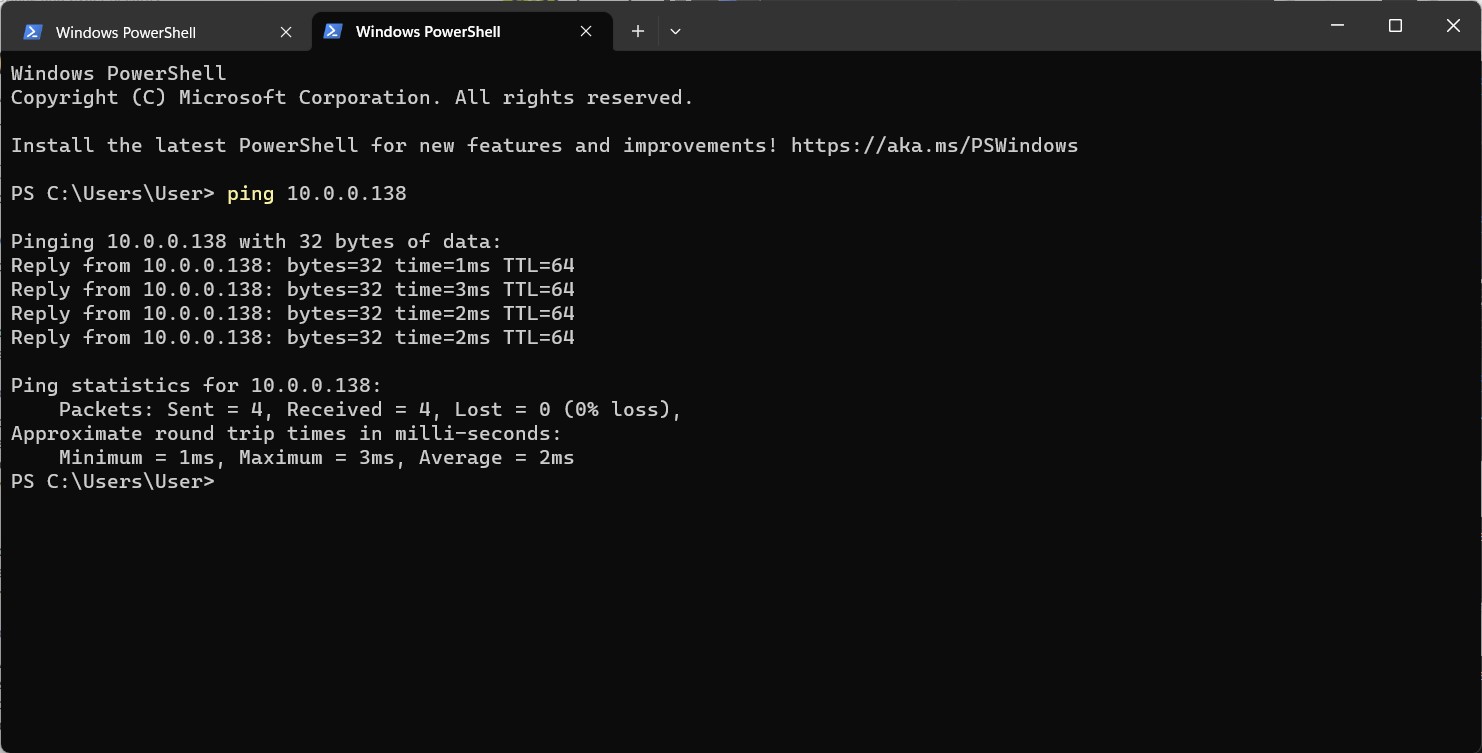 Windows PowerShell
Windows PowerShell
Windows PowerShell
Copyright (C) Microsoft Corporation. All rights reserved.
Install the latest PowerShell for new features and improvements! https://aka.ms/PSWindows
PS C:\Users\User> ping 10.0.0.138
Pinging 10.0.0.138 with 32 bytes of data:
Reply from 10.0.0.138: bytes=32 time=1ms TTL=64
Reply from 10.0.0.138: bytes=32 time=3ms TTL=64
Reply from 10.0.0.138: bytes=32 time=2ms TTL=64
Reply from 10.0.0.138: bytes=32 time=2ms TTL=64
Ping statistics for 10.0.0.138:
    Packets: Sent = 4, Received = 4, Lost = 0 (0% loss),
Approximate round trip times in milli-seconds:
    Minimum = 1ms, Maximum = 3ms, Average = 2ms
PS C:\Users\User>